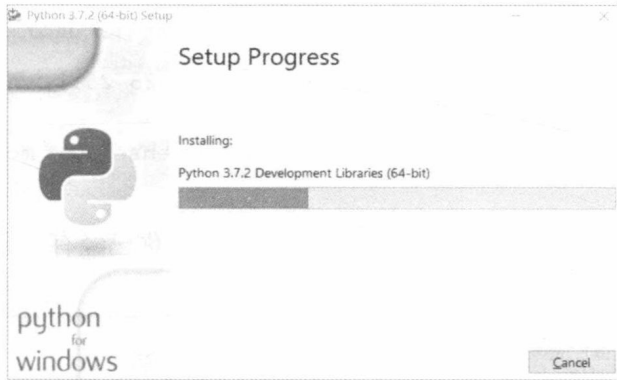 Python 3.7.2 (64-bit) Setup
Setup Progress
Installing:
Python 3.7.2 Development Libraries (64-bit)
python
for
windows
Cancel